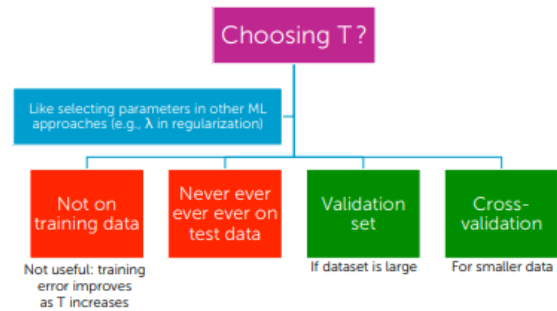 Choosing T?
Like selecting parameters in other ML
approaches (e.g., λ in regularization)
Not on
training data
Not useful: training
error improves
as T increases
Never ever
ever ever on
test data
Validation
set
If dataset is large
Cross-
validation
For smaller data